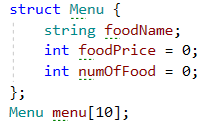 struct Menu {
    string foodName;
    int foodPrice = 0;
    int numOfFood = 0;
};
Menu menu[10];